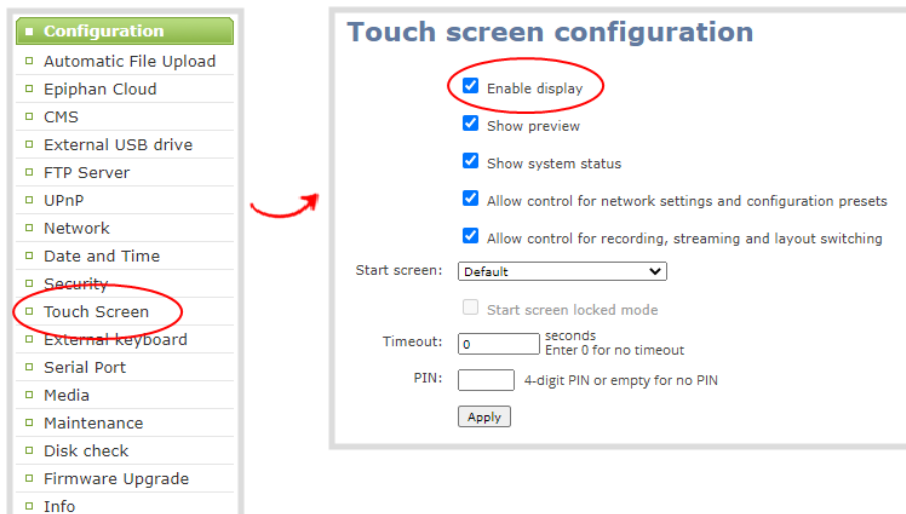 Configuration
Automatic File Upload
Epiphan Cloud
CMS
External USB drive
FTP Server
UPnP
Network
Date and Time
Security
Touch Screen
External keyboard
Serial Port
Media
Maintenance
Disk check
Firmware Upgrade
Info
Touch screen configuration
Enable display
Show preview
Show system status
Allow control for network settings and configuration presets
Allow control for recording, streaming and layout switching
Start screen: Default
Start screen locked mode
Timeout: 0 seconds
Enter 0 for no timeout
PIN: 4-digit PIN or empty for no PIN
Apply